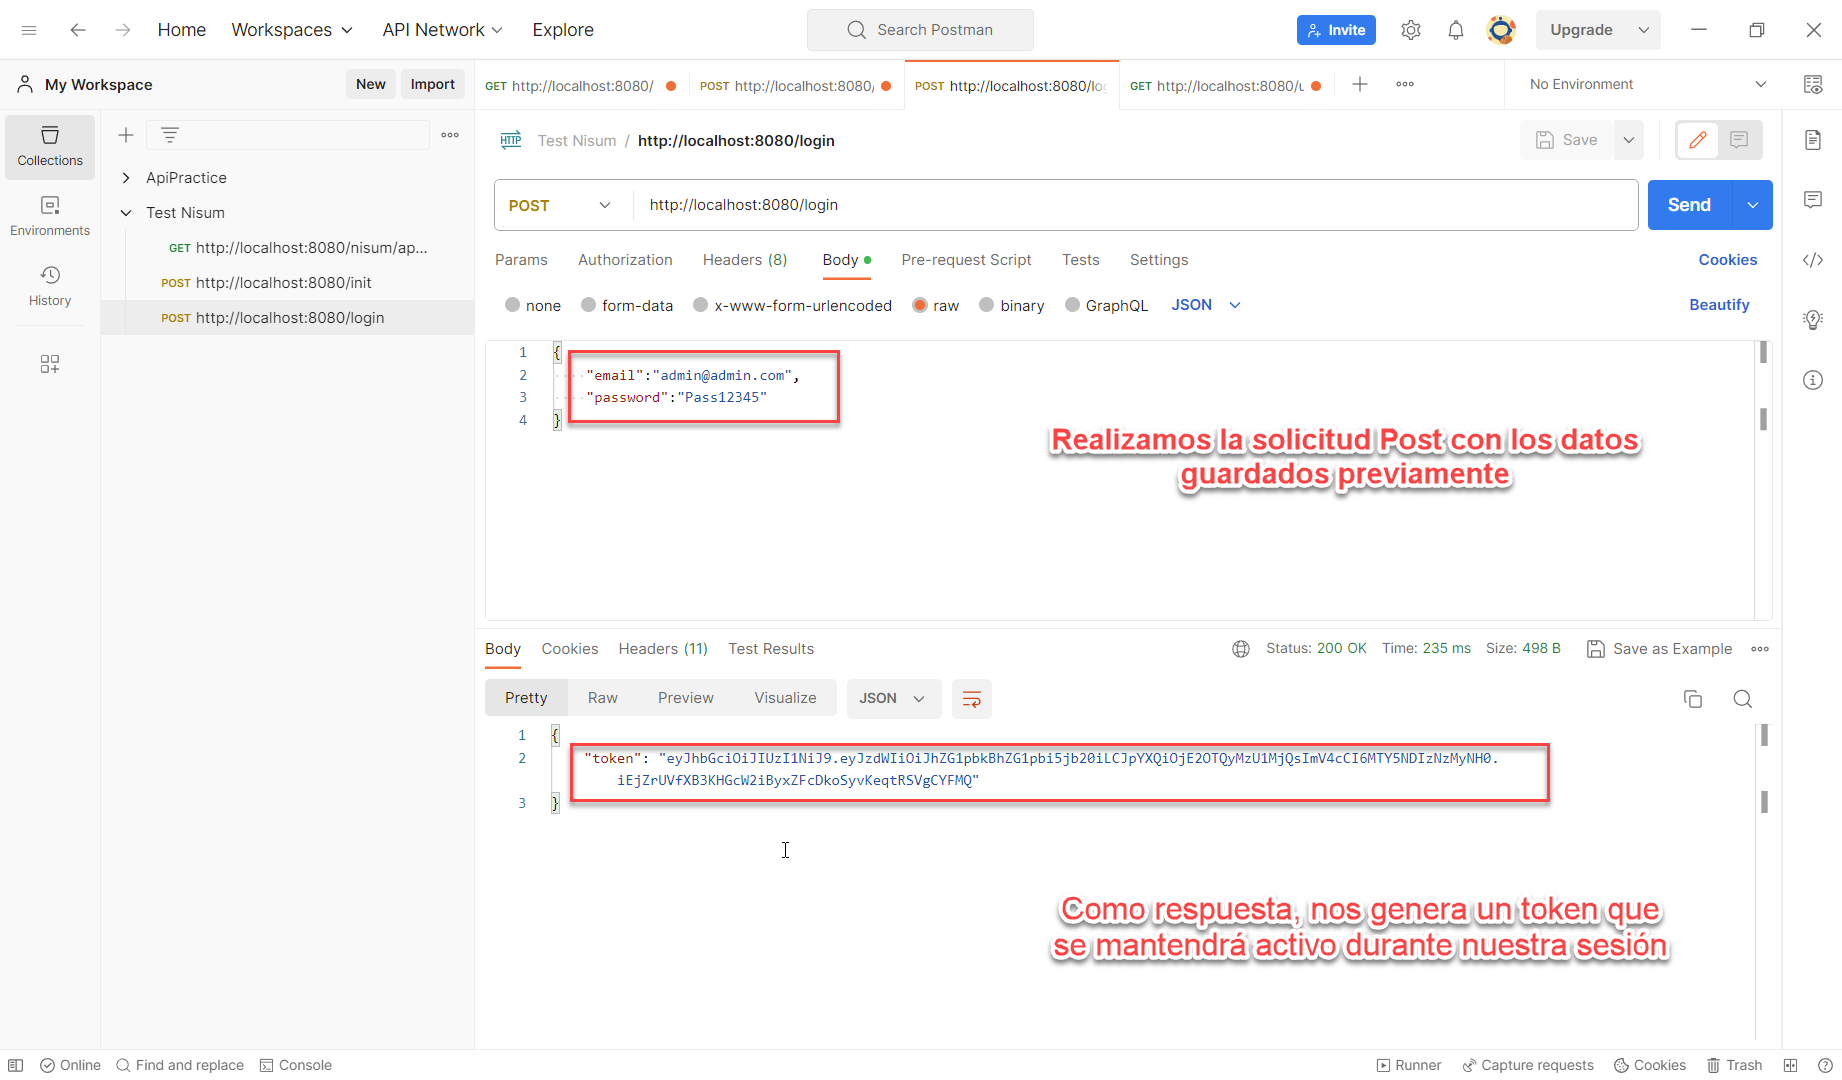 Home Workspaces API Network Explore Search Postman Invite Upgrade
My Workspace New Import
GET http://localhost:8080/ POST http://localhost:8080/ POST http://localhost:8080/log GET http://localhost:8080/u No Environment
Collections
Environments
History
ApiPractice
Test Nisum
GET http://localhost:8080/nisum/ap...
POST http://localhost:8080/init
POST http://localhost:8080/login
HTTP Test Nisum / http://localhost:8080/login Save
POST http://localhost:8080/login Send
Params Authorization Headers (8) Body Pre-request Script Tests Settings Cookies
none form-data x-www-form-urlencoded raw binary GraphQL JSON Beautify
1 {
2 "email":"admin@admin.com",
3 "password":"Pass12345"
4 }
Realizamos la solicitud Post con los datos
guardados previamente
Body Cookies Headers (11) Test Results Status: 200 OK Time: 235 ms Size: 498 B Save as Example
Pretty Raw Preview Visualize JSON
1 {
2 "token": "eyJhbGciOiJIUzI1NiJ9.eyJzdWIiOiJhZG1pbkBhZG1pbi5jb20iLCJpYXQiOjE2OTQyMzU1MjQsImV4cCI6MTY5NDIzNzMyNH0.
iEjZrUVfXB3KHGcW2iByxZFcDkoSyvKeqtRSVgCYFMQ"
3 }
Como respuesta, nos genera un token que
se mantendrá activo durante nuestra sesión
Online Find and replace Console Runner Capture requests Cookies Trash